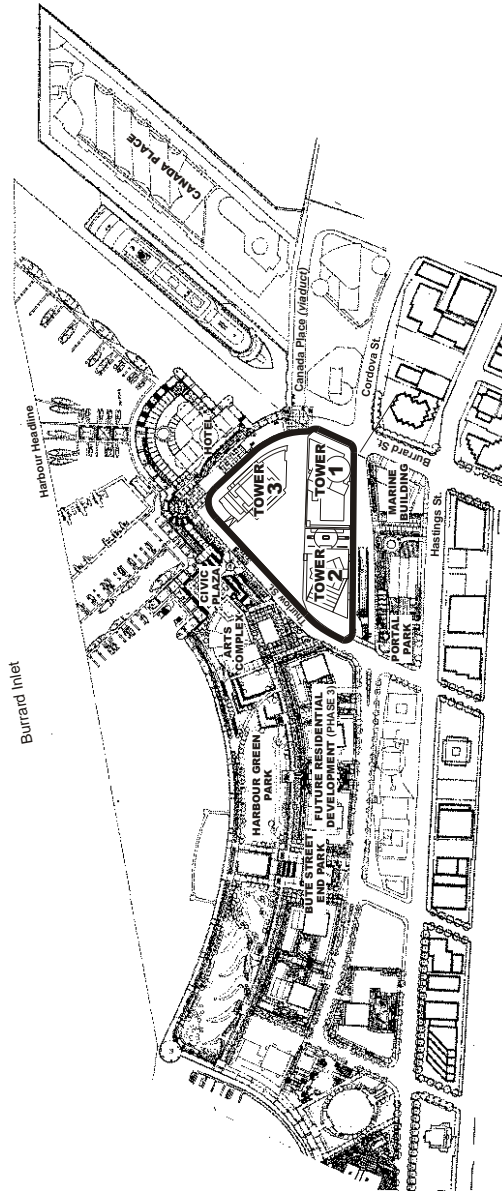 Burrard Inlet
Harbour Headline
CANADA PLACE
Canada Place (viaduct)
Cordova St.
Burrard St.
HOTEL
TOWER
3
TOWER
1
TOWER
2
MARINE
BUILDING
Hastings St.
PORTAL
PARK
CIVIC
PLAZA
ARTS
COMPLEX
HARBOUR GREEN
PARK
FUTURE RESIDENTIAL
DEVELOPMENT (PHASE 3)
BUTE STREET
END PARK